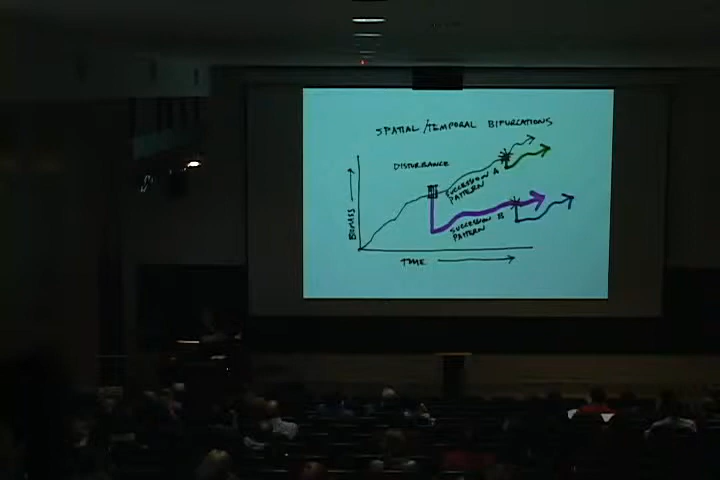 SPATIAL/TEMPORAL BIFURCATIONS
DISTURBANCE
SUCCESSION A
PATTERN
SUCCESSION B
PATTERN
BIOMASS
TIME